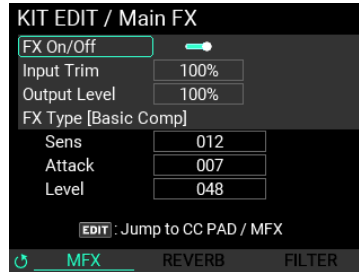 KIT EDIT / Main FX
FX On/Off
Input Trim 100%
Output Level 100%
FX Type [Basic Comp]
Sens 012
Attack 007
Level 048
EDIT : Jump to CC PAD / MFX
MFX REVERB FILTER